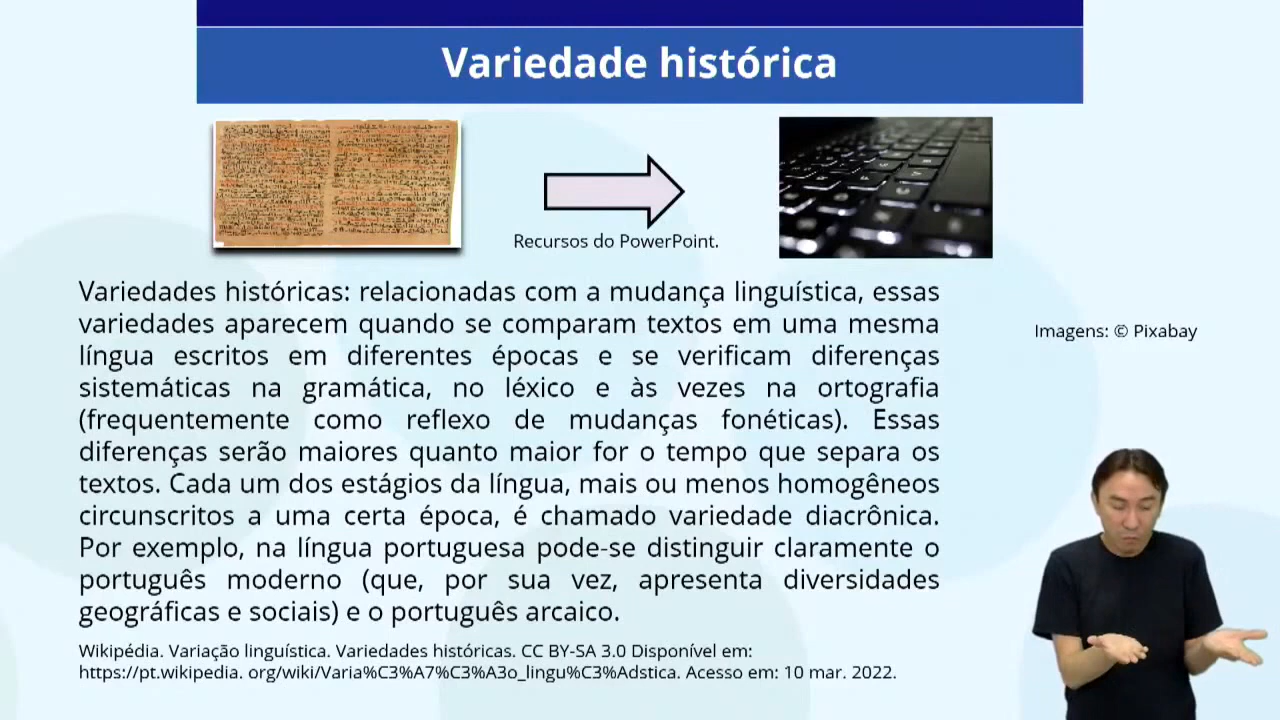 Variedade histórica
Recursos do PowerPoint.
Variedades históricas: relacionadas com a mudança linguística, essas
variedades aparecem quando se comparam textos em uma mesma
língua escritos em diferentes épocas e se verificam diferenças
sistemáticas na gramática, no léxico e às vezes na ortografia
(frequentemente como reflexo de mudanças fonéticas). Essas
diferenças serão maiores quanto maior for o tempo que separa os
textos. Cada um dos estágios da língua, mais ou menos homogêneos
circunscritos a uma certa época, é chamado variedade diacrônica.
Por exemplo, na língua portuguesa pode-se distinguir claramente o
português moderno (que, por sua vez, apresenta diversidades
geográficas e sociais) e o português arcaico.
Imagens: © Pixabay
Wikipédia. Variação linguística. Variedades históricas. CC BY-SA 3.0 Disponível em:
https://pt.wikipedia. org/wiki/Varia%C3%A7%C3%A3o_lingu%C3%Adstica. Acesso em: 10 mar. 2022.